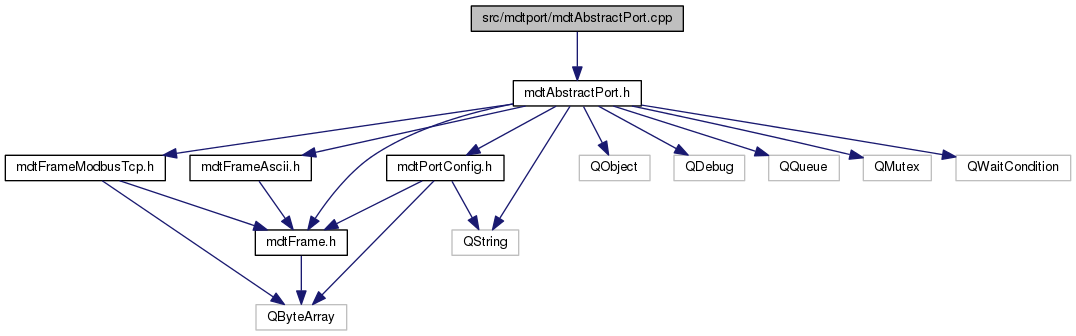 src/mdtport/mdtAbstractPort.cpp
mdtAbstractPort.h
mdtFrameModbusTcp.h
mdtFrameAscii.h
mdtPortConfig.h
QObject
QDebug
QQueue
QMutex
QWaitCondition
mdtFrame.h
QString
QByteArray